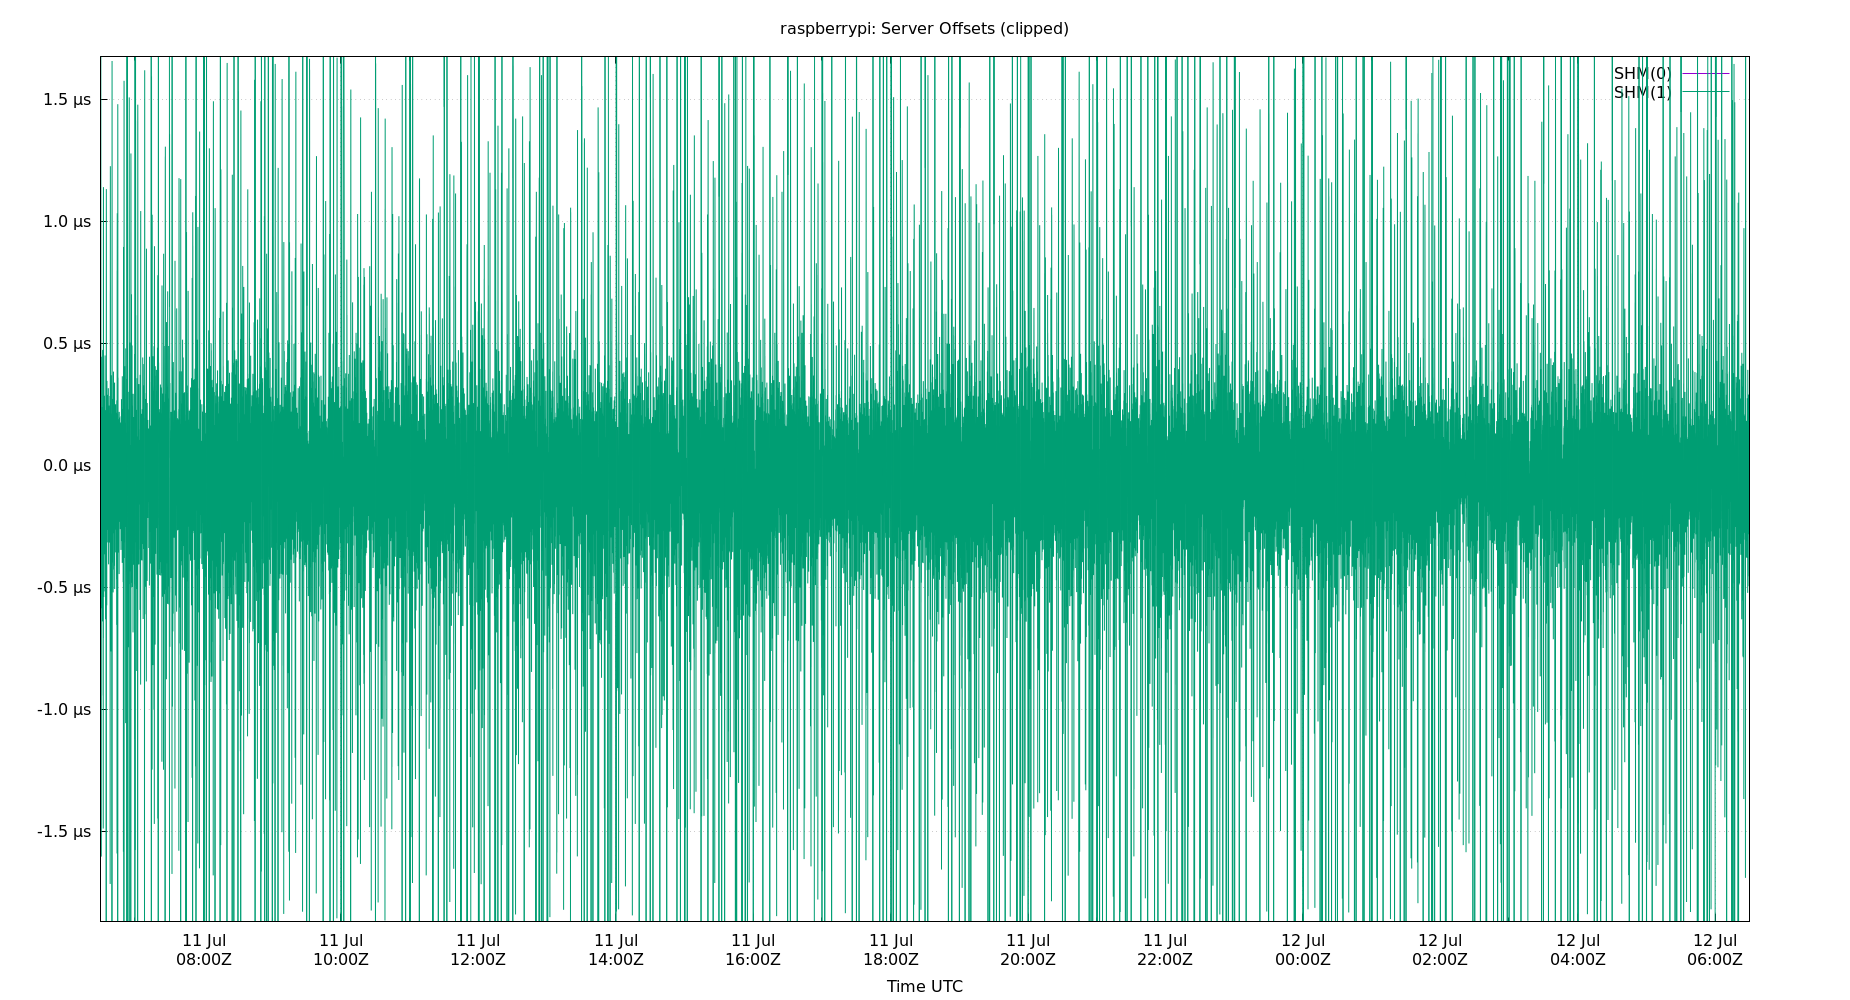 raspberrypi: Server Offsets (clipped)
SHM(0)
SHM(1)
1.5 µs
1.0 µs
0.5 µs
0.0 µs
-0.5 µs
-1.0 µs
-1.5 µs
11 Jul 11 Jul 11 Jul 11 Jul 11 Jul 11 Jul 11 Jul 11 Jul 12 Jul 12 Jul 12 Jul 12 Jul
08:00Z 10:00Z 12:00Z 14:00Z 16:00Z 18:00Z 20:00Z 22:00Z 00:00Z 02:00Z 04:00Z 06:00Z
Time UTC